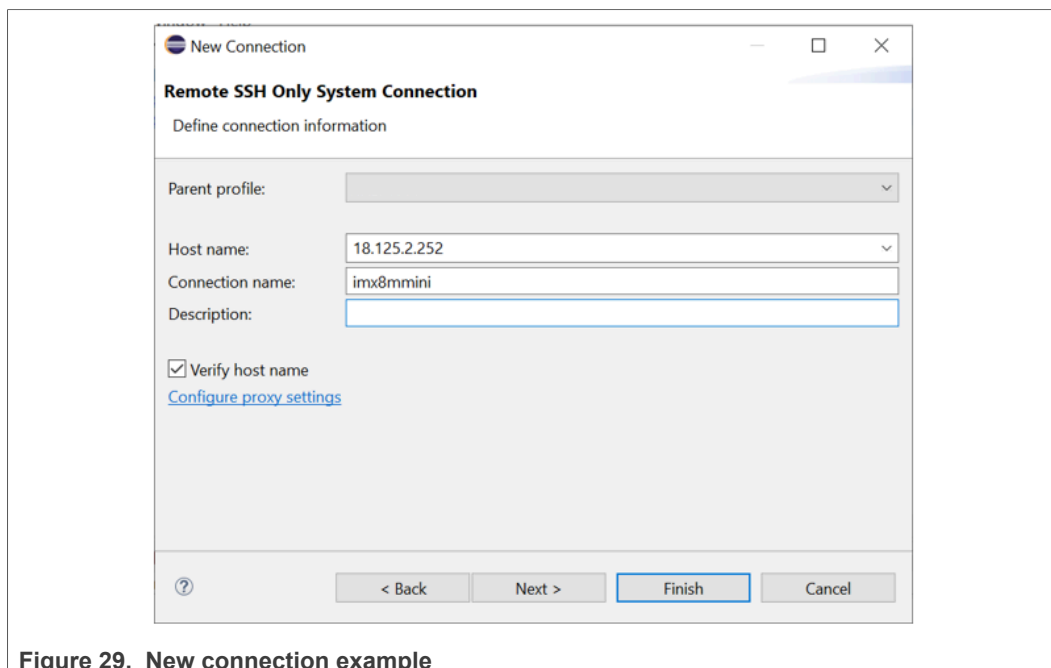 New Connection
Remote SSH Only System Connection
Define connection information
Parent profile:
Host name: 18.125.2.252
Connection name: imx8mmini
Description:
Verify host name
Configure proxy settings
? < Back Next > Finish Cancel
Figure 29. New connection example